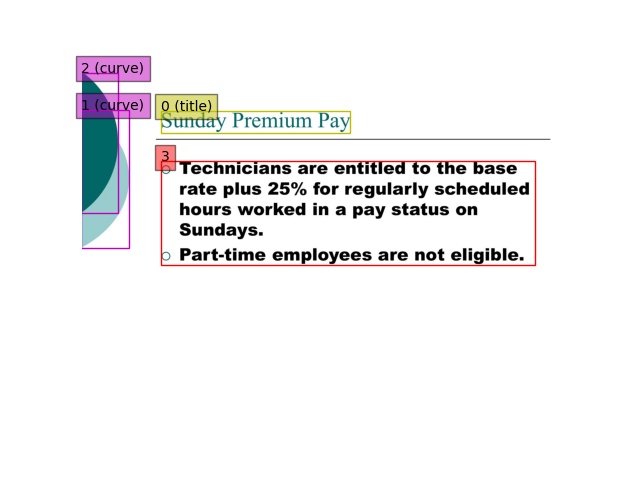 2 (curve)
1 (curve)
0 (title)
Sunday Premium Pay
3
Technicians are entitled to the base
rate plus 25% for regularly scheduled
hours worked in a pay status on
Sundays.
Part-time employees are not eligible.